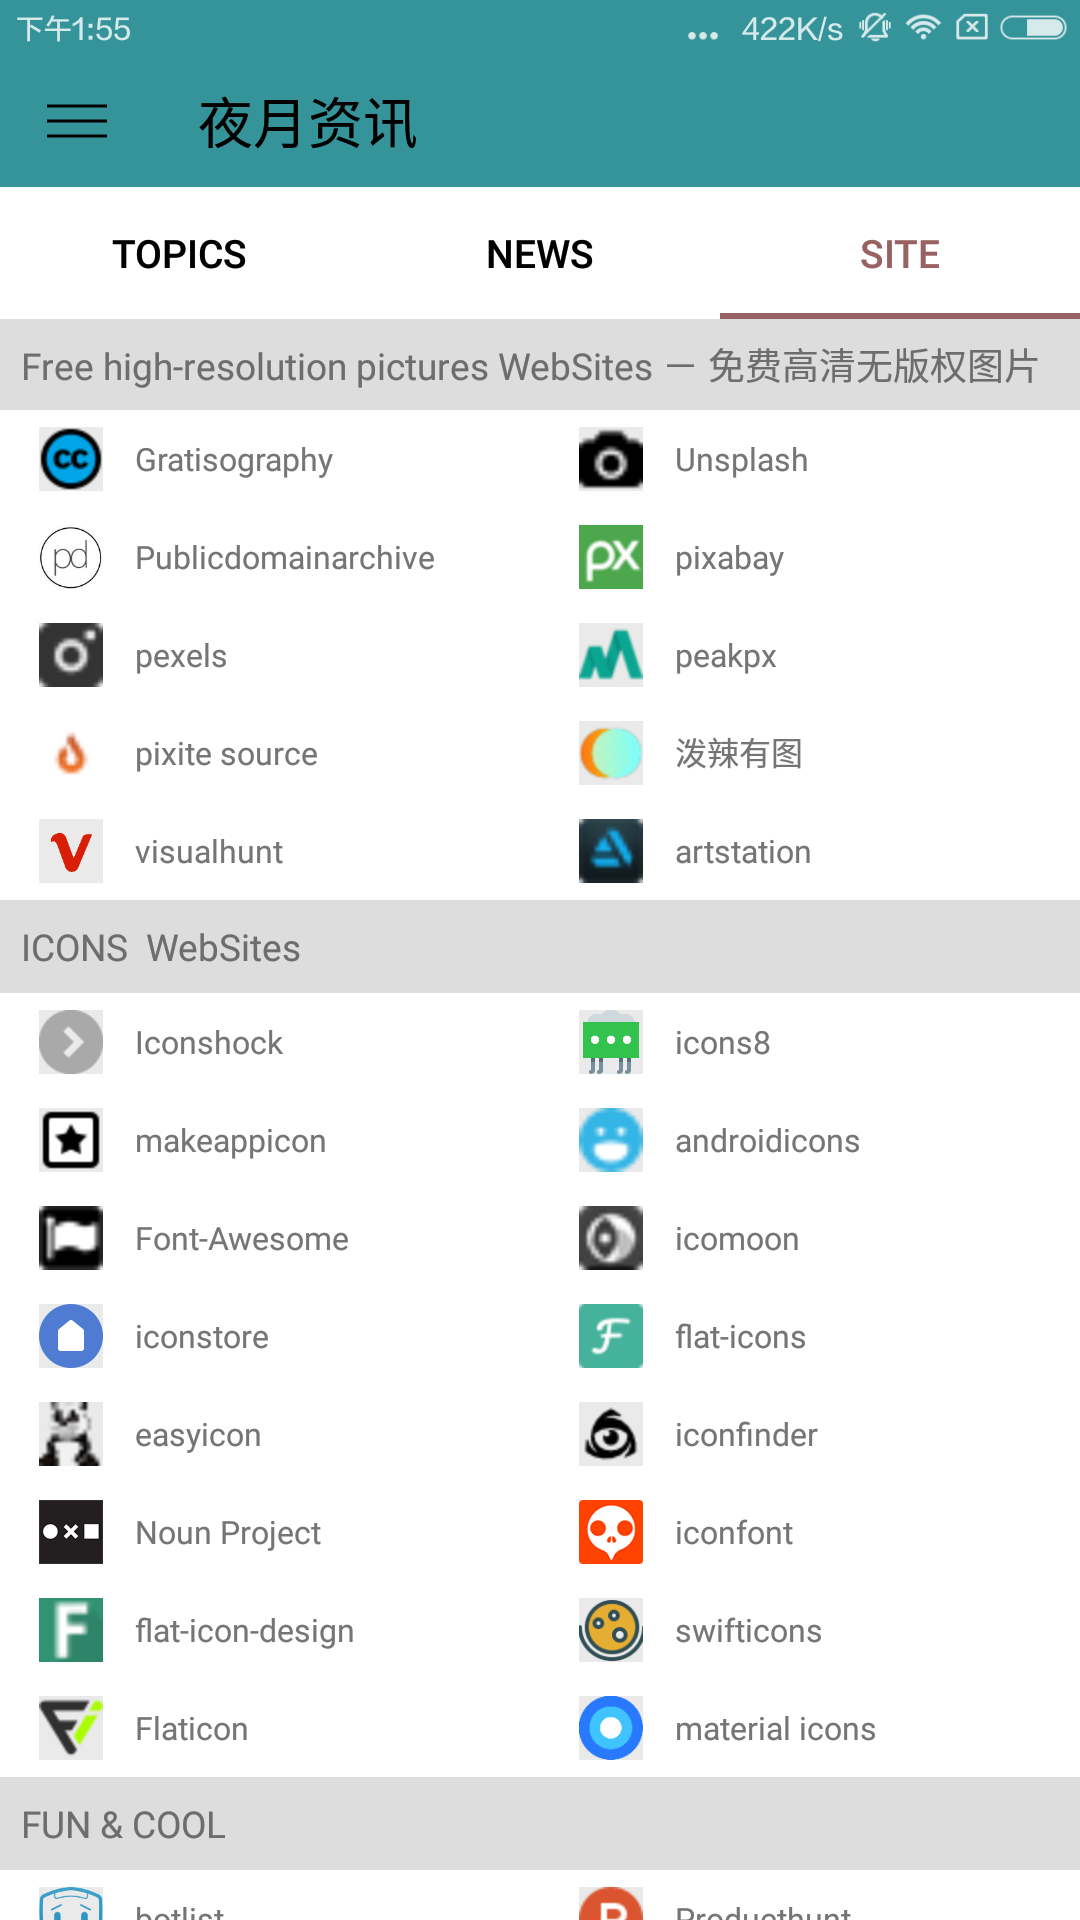 下午1:55
... 422K/s
夜月资讯
TOPICS NEWS SITE
Free high-resolution pictures WebSites — 免费高清无版权图片
Gratisography Unsplash
Publicdomainarchive pixabay
pexels peakpx
pixite source 泼辣有图
visualhunt artstation
ICONS  WebSites
Iconshock icons8
makeappicon androidicons
Font-Awesome icomoon
iconstore flat-icons
easyicon iconfinder
Noun Project iconfont
flat-icon-design swifticons
Flaticon material icons
FUN & COOL
botlist Producthunt